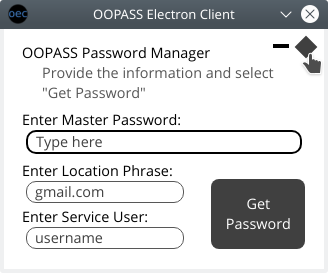 oec OOPASS Electron Client
OOPASS Password Manager
Provide the information and select
"Get Password"
Enter Master Password:
Type here
Enter Location Phrase:
gmail.com
Enter Service User:
username
Get
Password